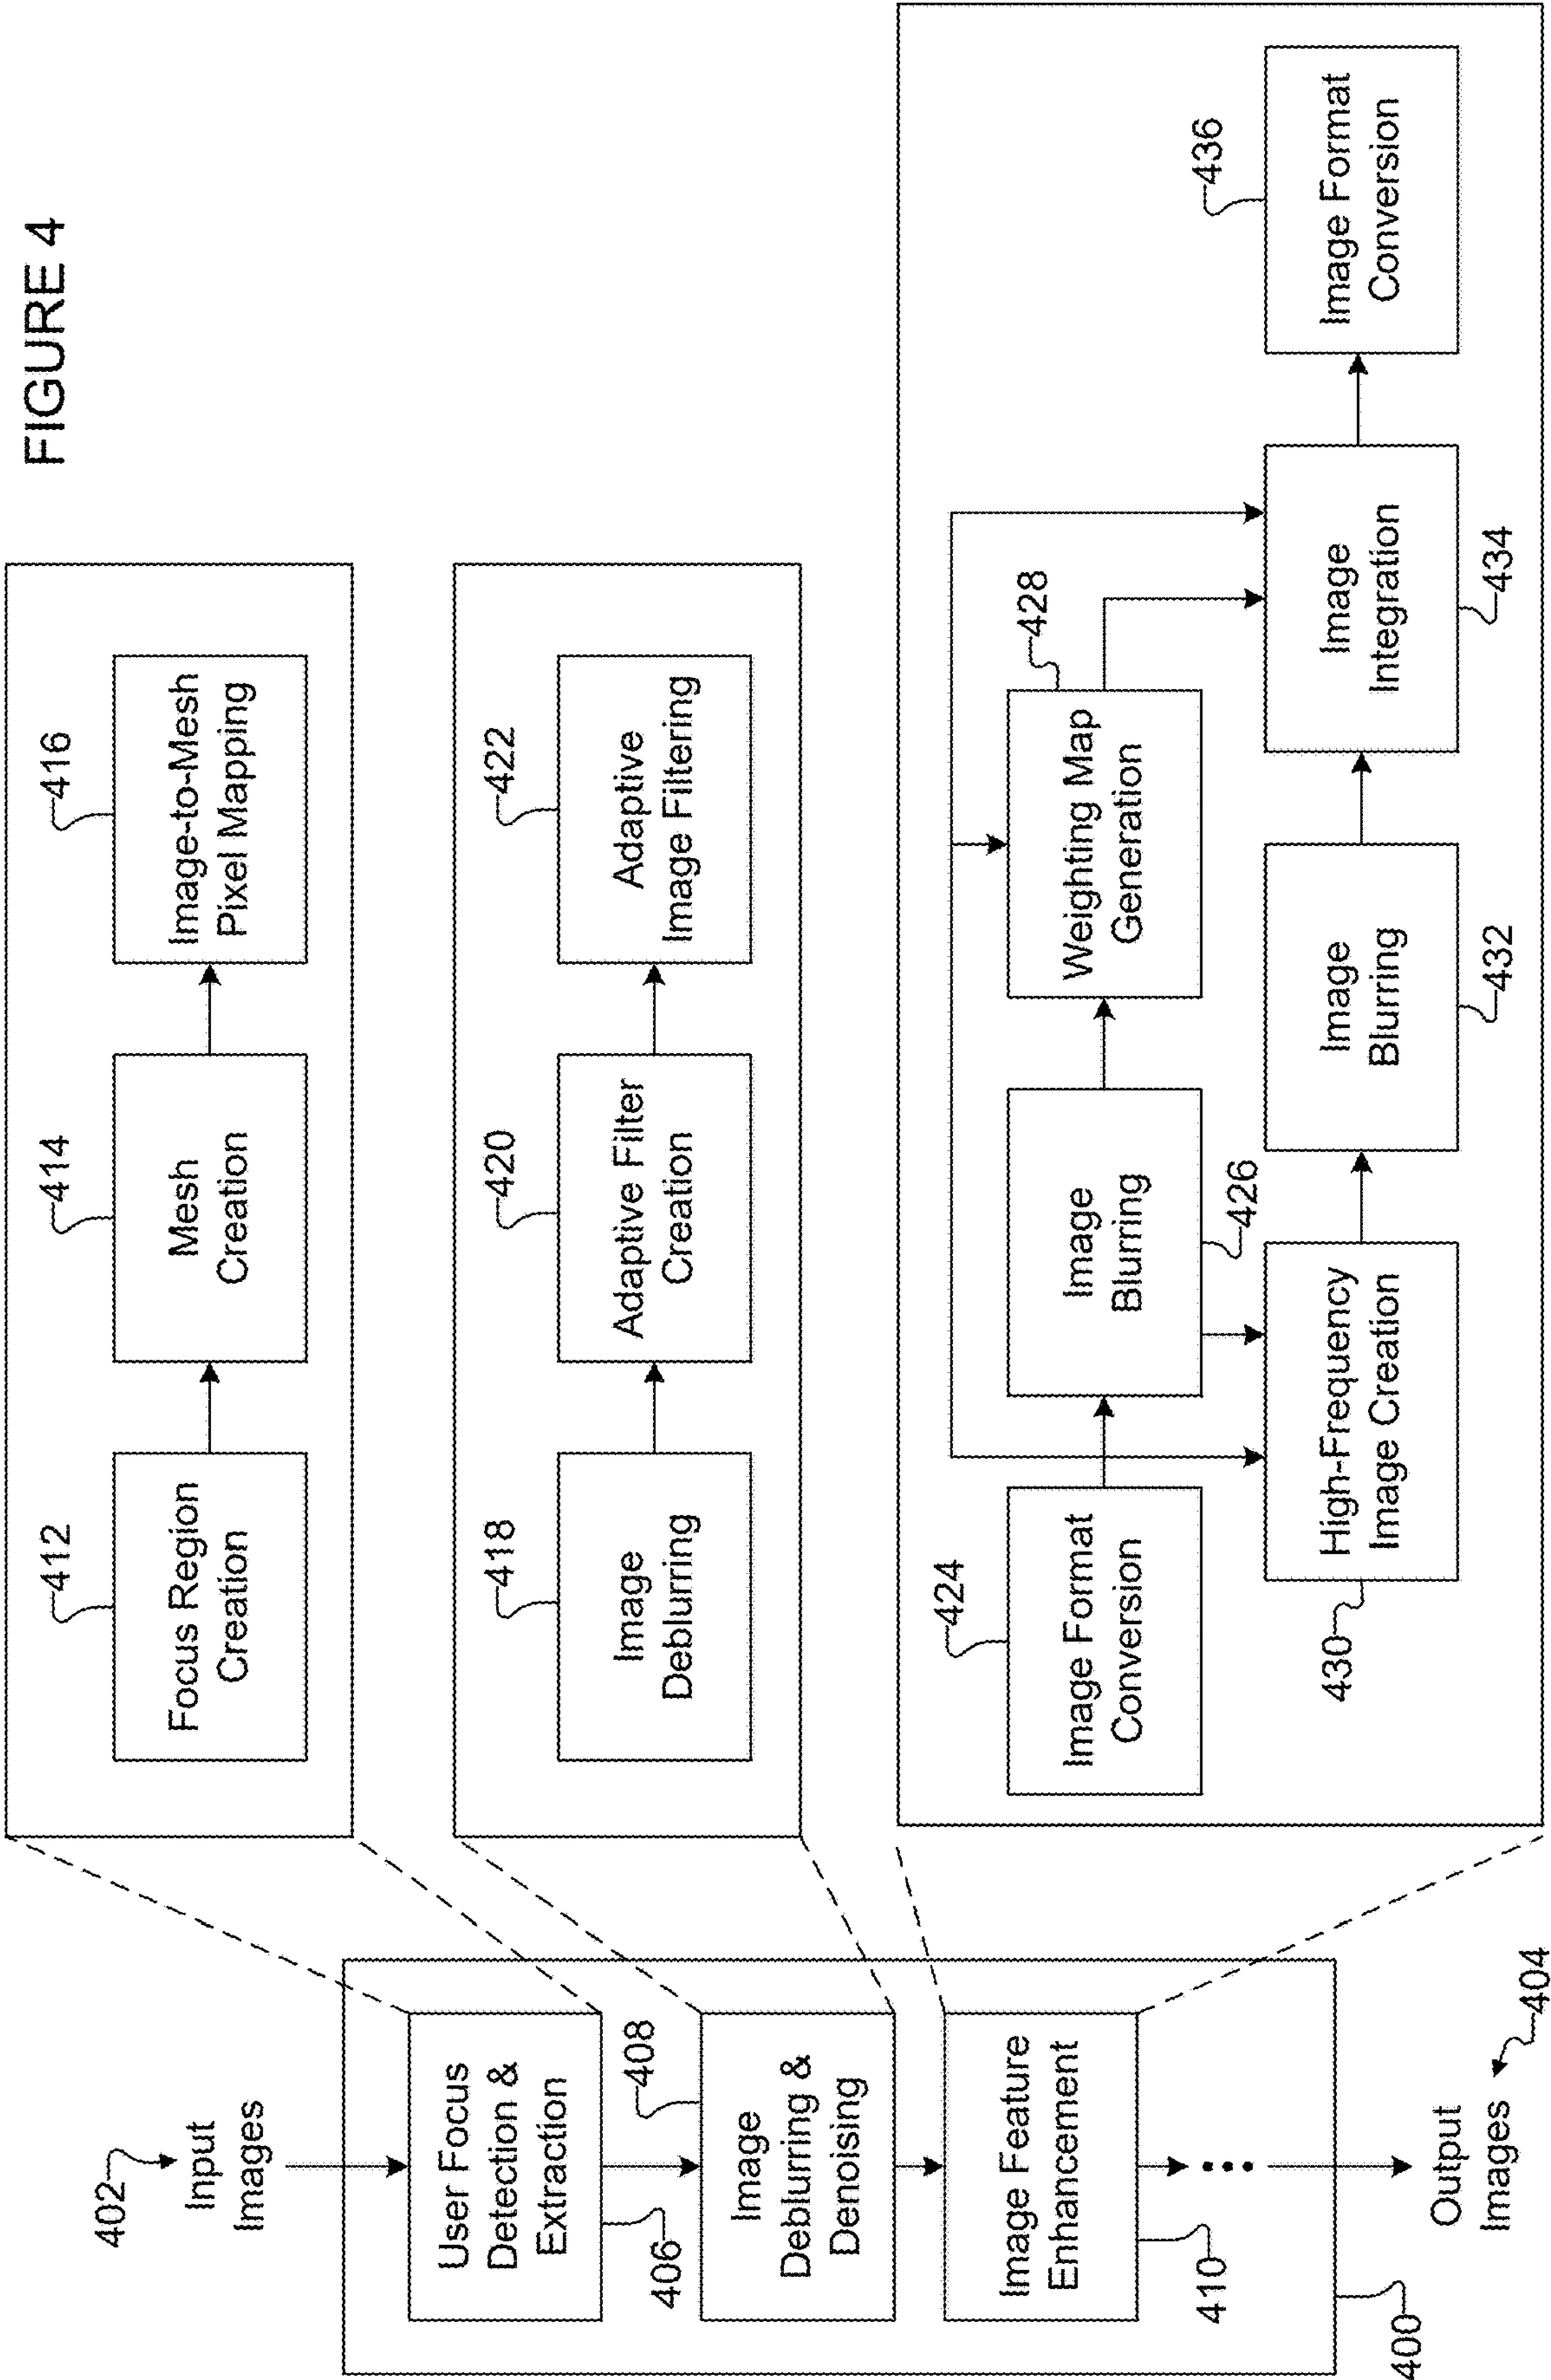 FIGURE 4
402
Input
Images
User Focus
Detection &
Extraction
406
408
Image
Deblurring &
Denoising
Image Feature
Enhancement
410
400
Output
Images
404
412
Focus Region
Creation
414
Mesh
Creation
416
Image-to-Mesh
Pixel Mapping
418
Image
Deblurring
420
Adaptive Filter
Creation
422
Adaptive
Image Filtering
424
Image Format
Conversion
Image
Blurring
426
428
Weighting Map
Generation
430
High-Frequency
Image Creation
Image
Blurring
432
Image
Integration
434
436
Image Format
Conversion